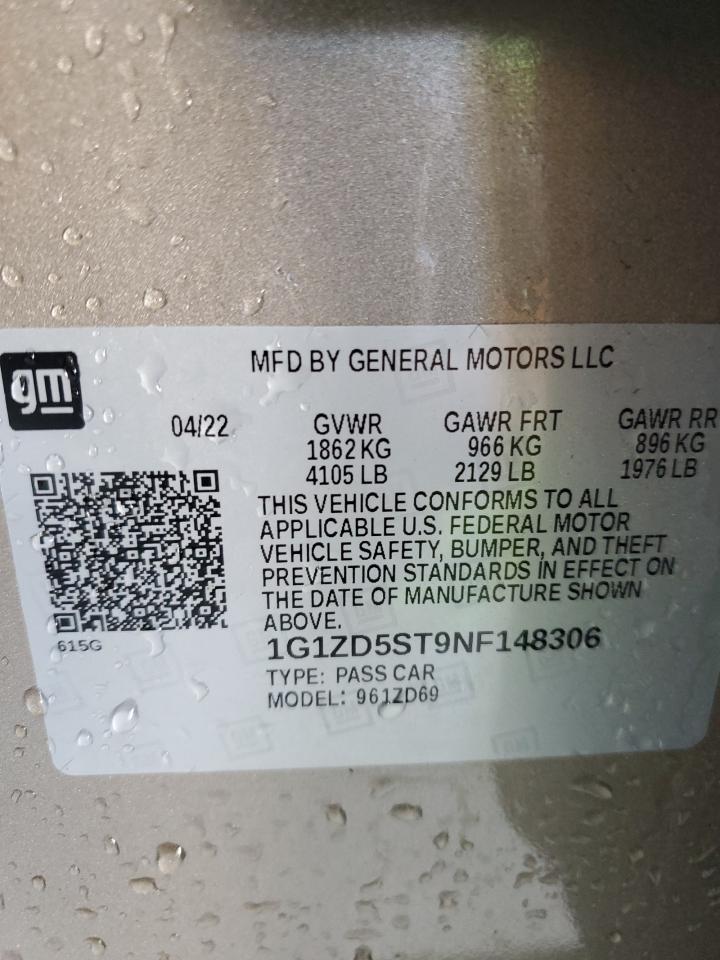 gm
MFD BY GENERAL MOTORS LLC
04/22 GVWR GAWR FRT GAWR RR
1862 KG 966 KG 896 KG
4105 LB 2129 LB 1976 LB
THIS VEHICLE CONFORMS TO ALL
APPLICABLE U.S. FEDERAL MOTOR
VEHICLE SAFETY, BUMPER, AND THEFT
PREVENTION STANDARDS IN EFFECT ON
THE DATE OF MANUFACTURE SHOWN
ABOVE.
615G
1G1ZD5ST9NF148306
TYPE: PASS CAR
MODEL: 961ZD69